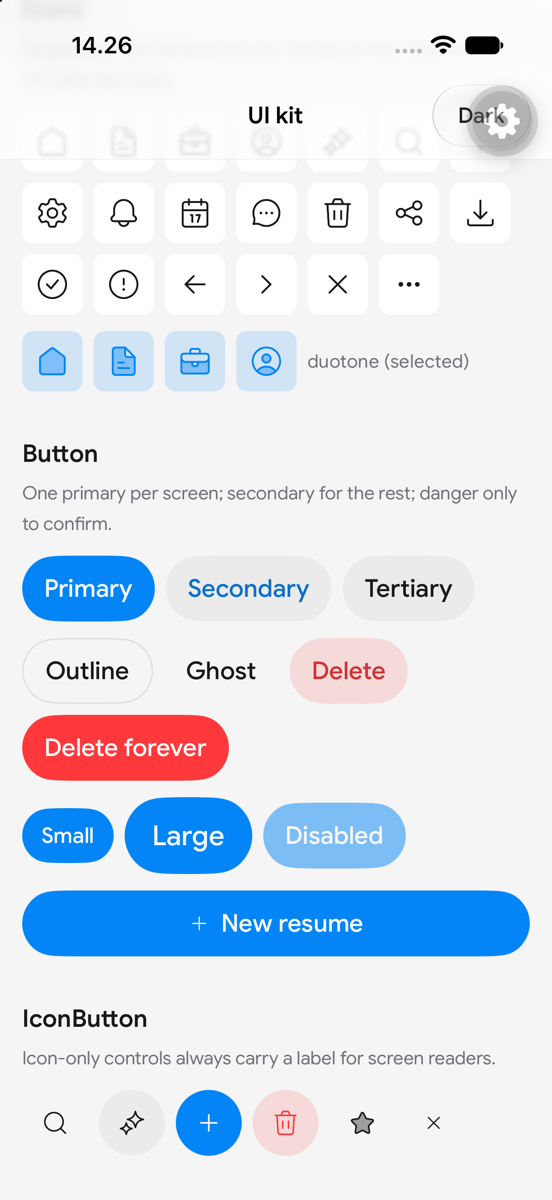 14.26
UI kit
Dark
17
duotone (selected)
Button
One primary per screen; secondary for the rest; danger only
to confirm.
Primary
Secondary
Tertiary
Outline
Ghost
Delete
Delete forever
Small
Large
Disabled
+ New resume
IconButton
Icon-only controls always carry a label for screen readers.